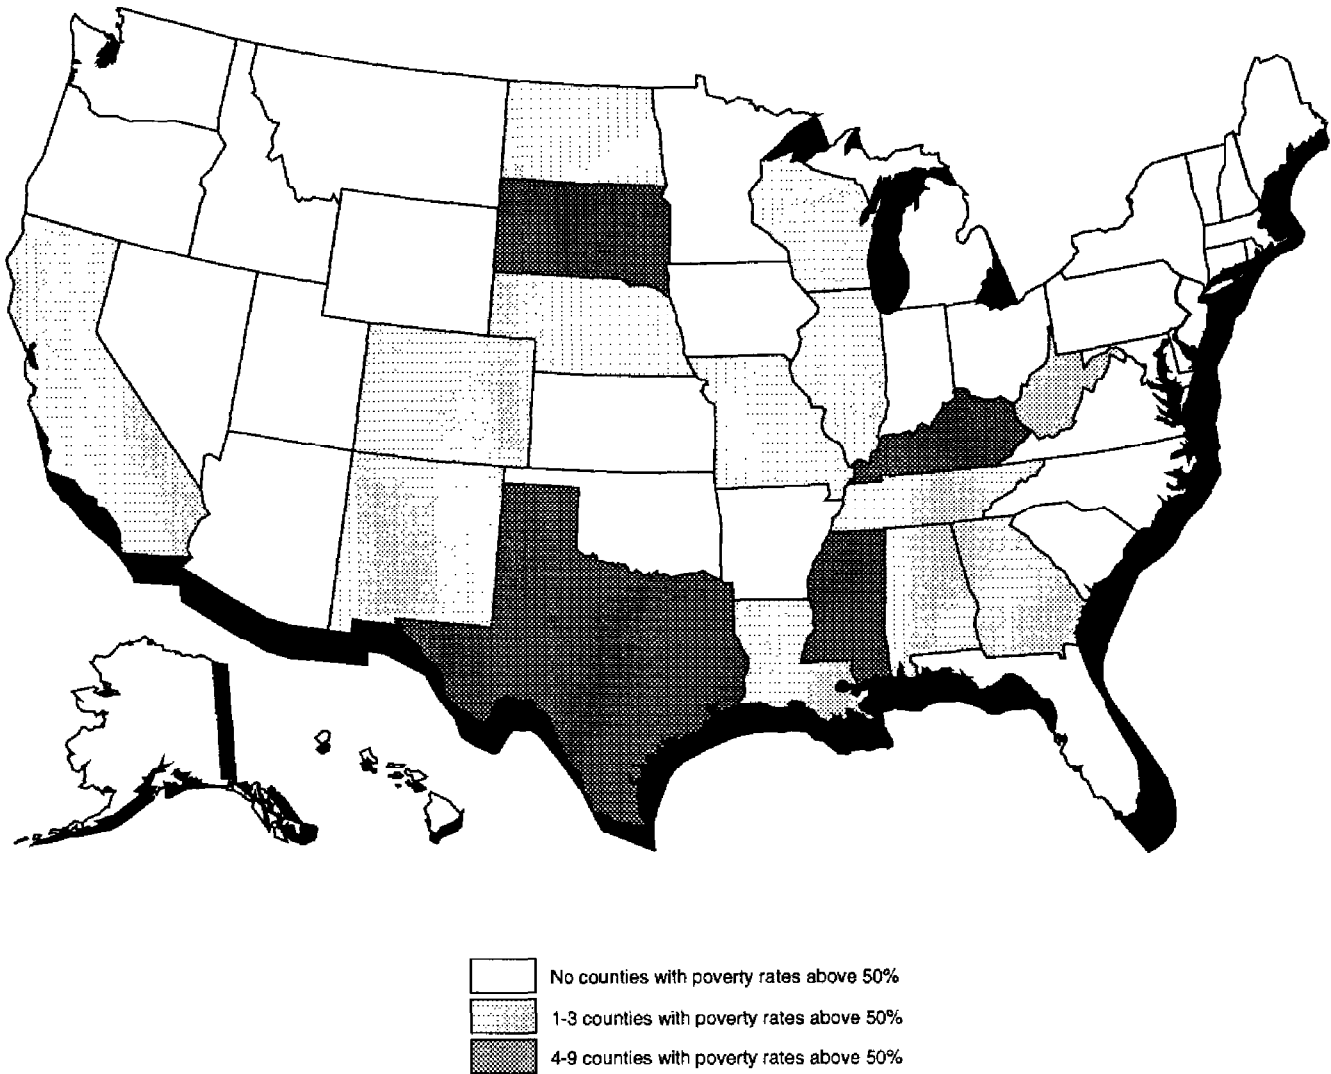 No counties with poverty rates above 50%
1-3 counties with poverty rates above 50%
4-9 counties with poverty rates above 50%